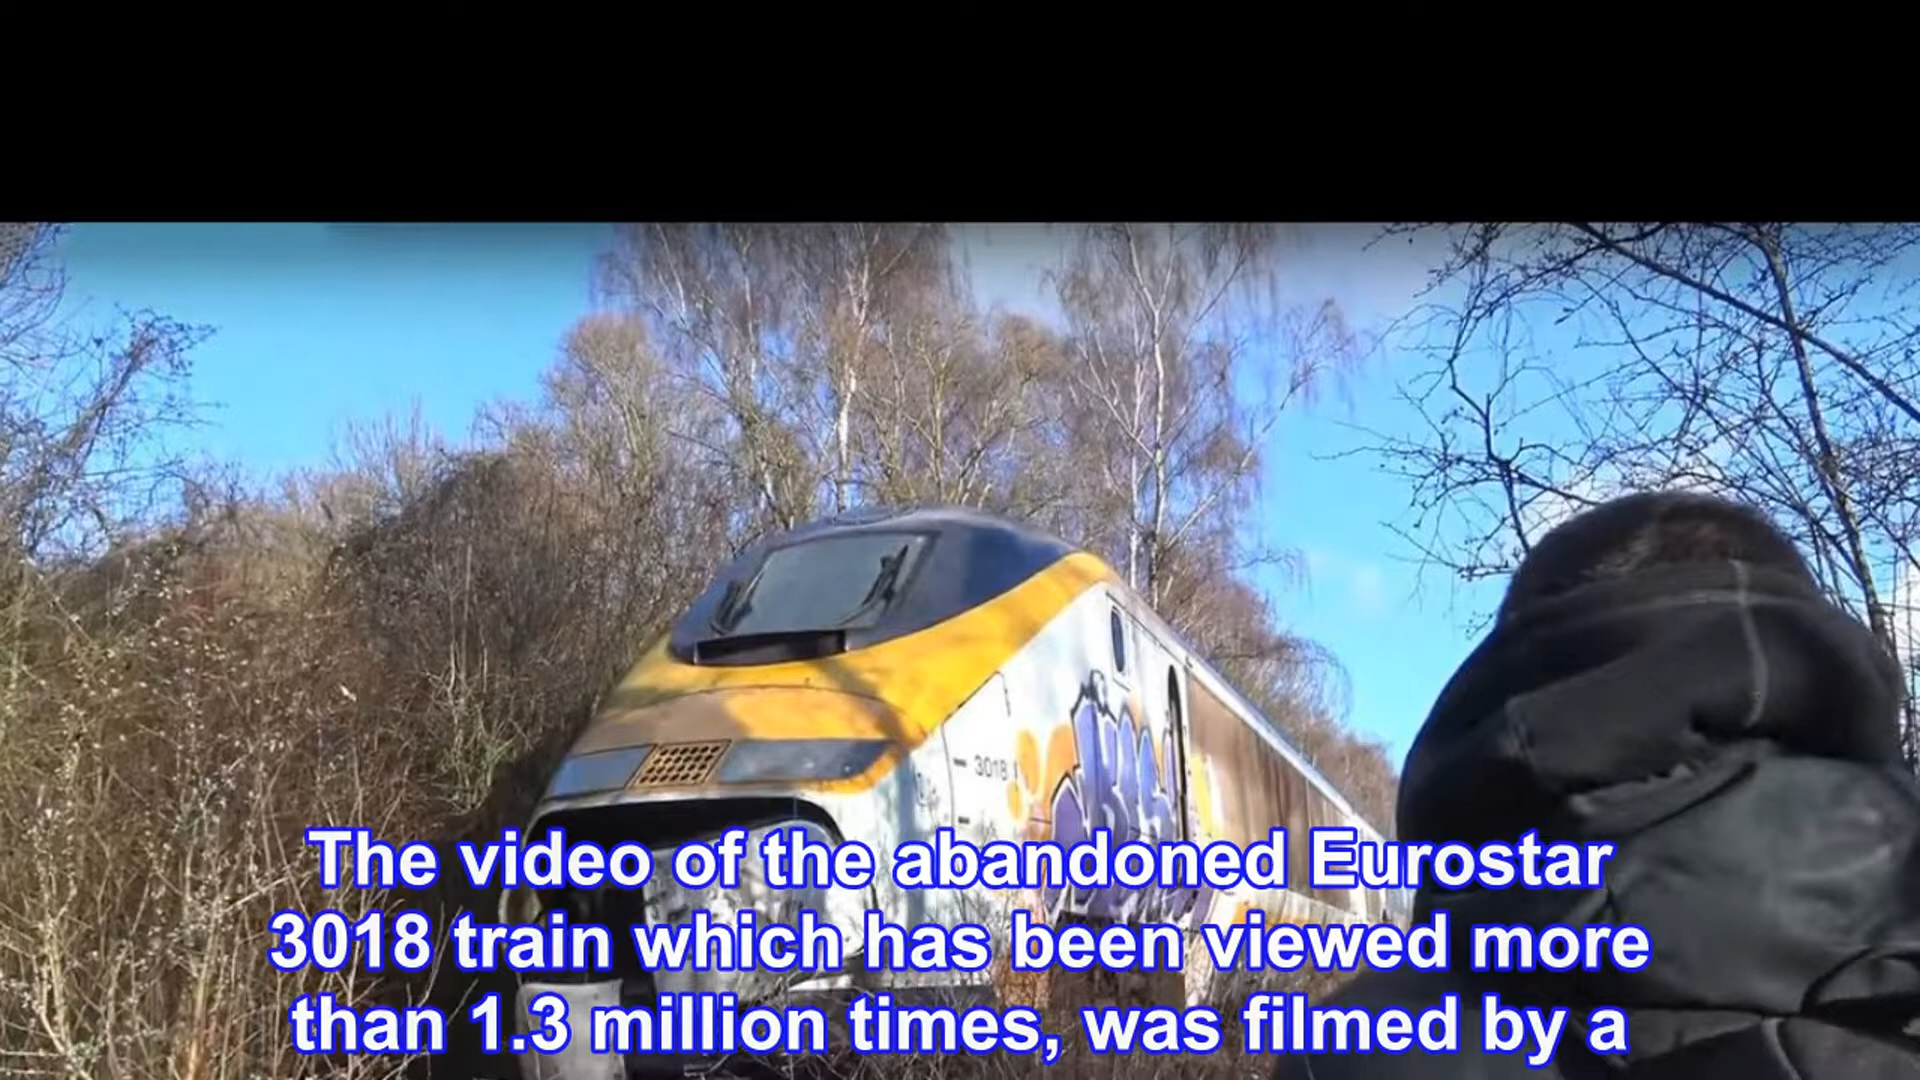 3018
The video of the abandoned Eurostar
3018 train which has been viewed more
than 1.3 million times, was filmed by a